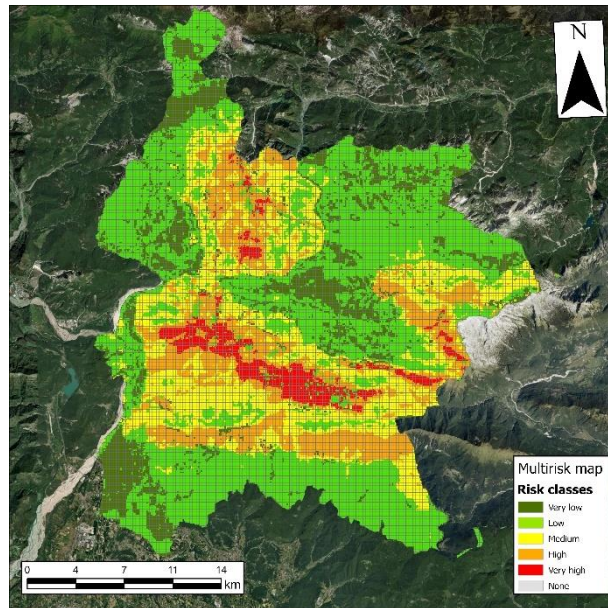 N
Multirisk map
Risk classes
Very low
Low
Medium
High
Very high
None
0 4 7 11 14
km